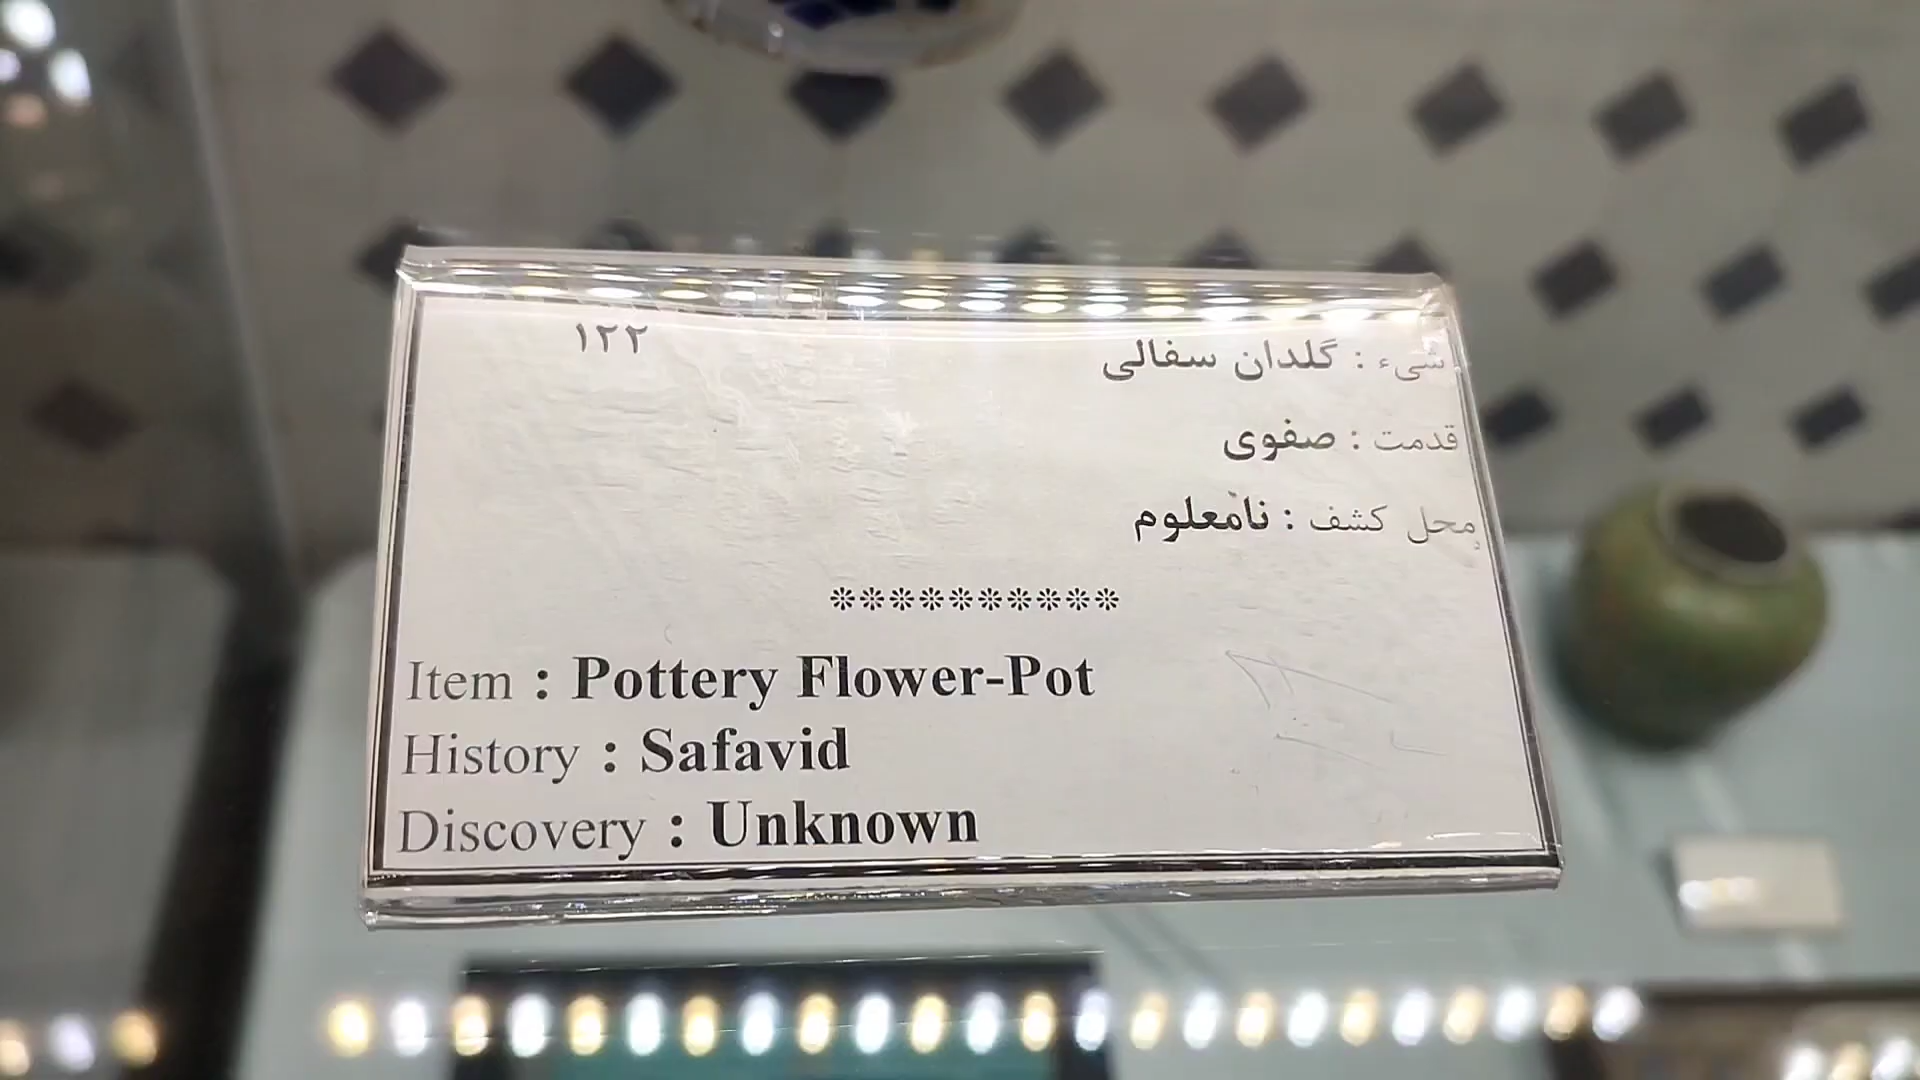 ۱۲۲
شیء : گلدان سفالی
قدمت : صفوی
محل کشف : نامعلوم
**********
Item : Pottery Flower-Pot
History : Safavid
Discovery : Unknown